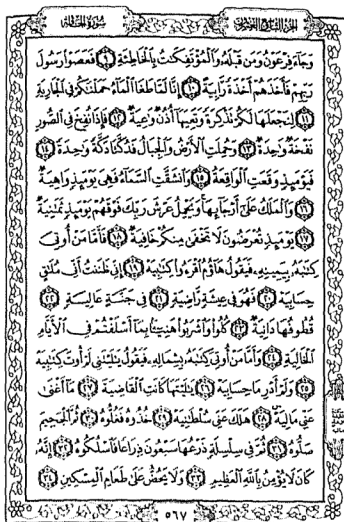 الجزء التاسع والعشرون سورة الحاقة
وَجَآءَ فِرْعَوْنُ وَمَن قَبْلَهُۥ وَٱلْمُؤْتَفِكَٰتُ بِٱلْخَاطِئَةِ ٩ فَعَصَوْا۟ رَسُولَ
رَبِّهِمْ فَأَخَذَهُمْ أَخْذَةً رَّابِيَةً ١٠ إِنَّا لَمَّا طَغَا ٱلْمَآءُ حَمَلْنَٰكُمْ فِى ٱلْجَارِيَةِ
١١ لِنَجْعَلَهَا لَكُمْ تَذْكِرَةً وَتَعِيَهَآ أُذُنٌ وَٰعِيَةٌ ١٢ فَإِذَا نُفِخَ فِى ٱلصُّورِ
نَفْخَةٌ وَٰحِدَةٌ ١٣ وَحُمِلَتِ ٱلْأَرْضُ وَٱلْجِبَالُ فَدُكَّتَا دَكَّةً وَٰحِدَةً ١٤
فَيَوْمَئِذٍ وَقَعَتِ ٱلْوَاقِعَةُ ١٥ وَٱنشَقَّتِ ٱلسَّمَآءُ فَهِىَ يَوْمَئِذٍ وَاهِيَةٌ
١٦ وَٱلْمَلَكُ عَلَىٰٓ أَرْجَآئِهَا وَيَحْمِلُ عَرْشَ رَبِّكَ فَوْقَهُمْ يَوْمَئِذٍ ثَمَٰنِيَةٌ
١٧ يَوْمَئِذٍ تُعْرَضُونَ لَا تَخْفَىٰ مِنكُمْ خَافِيَةٌ ١٨ فَأَمَّا مَنْ أُوتِىَ
كِتَٰبَهُۥ بِيَمِينِهِۦ فَيَقُولُ هَآؤُمُ ٱقْرَءُوا۟ كِتَٰبِيَهْ ١٩ إِنِّى ظَنَنتُ أَنِّى مُلَٰقٍ
حِسَابِيَهْ ٢٠ فَهُوَ فِى عِيشَةٍ رَّاضِيَةٍ ٢١ فِى جَنَّةٍ عَالِيَةٍ ٢٢
قُطُوفُهَا دَانِيَةٌ ٢٣ كُلُوا۟ وَٱشْرَبُوا۟ هَنِيٓـًٔۢا بِمَآ أَسْلَفْتُمْ فِى ٱلْأَيَّامِ
ٱلْخَالِيَةِ ٢٤ وَأَمَّا مَنْ أُوتِىَ كِتَٰبَهُۥ بِشِمَالِهِۦ فَيَقُولُ يَٰلَيْتَنِى لَمْ أُوتَ كِتَٰبِيَهْ
٢٥ وَلَمْ أَدْرِ مَا حِسَابِيَهْ ٢٦ يَٰلَيْتَهَا كَانَتِ ٱلْقَاضِيَةَ ٢٧ مَآ أَغْنَىٰ
عَنِّى مَالِيَهْ ٢٨ هَلَكَ عَنِّى سُلْطَٰنِيَهْ ٢٩ خُذُوهُ فَغُلُّوهُ ٣٠ ثُمَّ ٱلْجَحِيمَ
صَلُّوهُ ٣١ ثُمَّ فِى سِلْسِلَةٍ ذَرْعُهَا سَبْعُونَ ذِرَاعًا فَٱسْلُكُوهُ ٣٢ إِنَّهُۥ
كَانَ لَا يُؤْمِنُ بِٱللَّهِ ٱلْعَظِيمِ ٣٣ وَلَا يَحُضُّ عَلَىٰ طَعَامِ ٱلْمِسْكِينِ ٣٤
٥٦٧